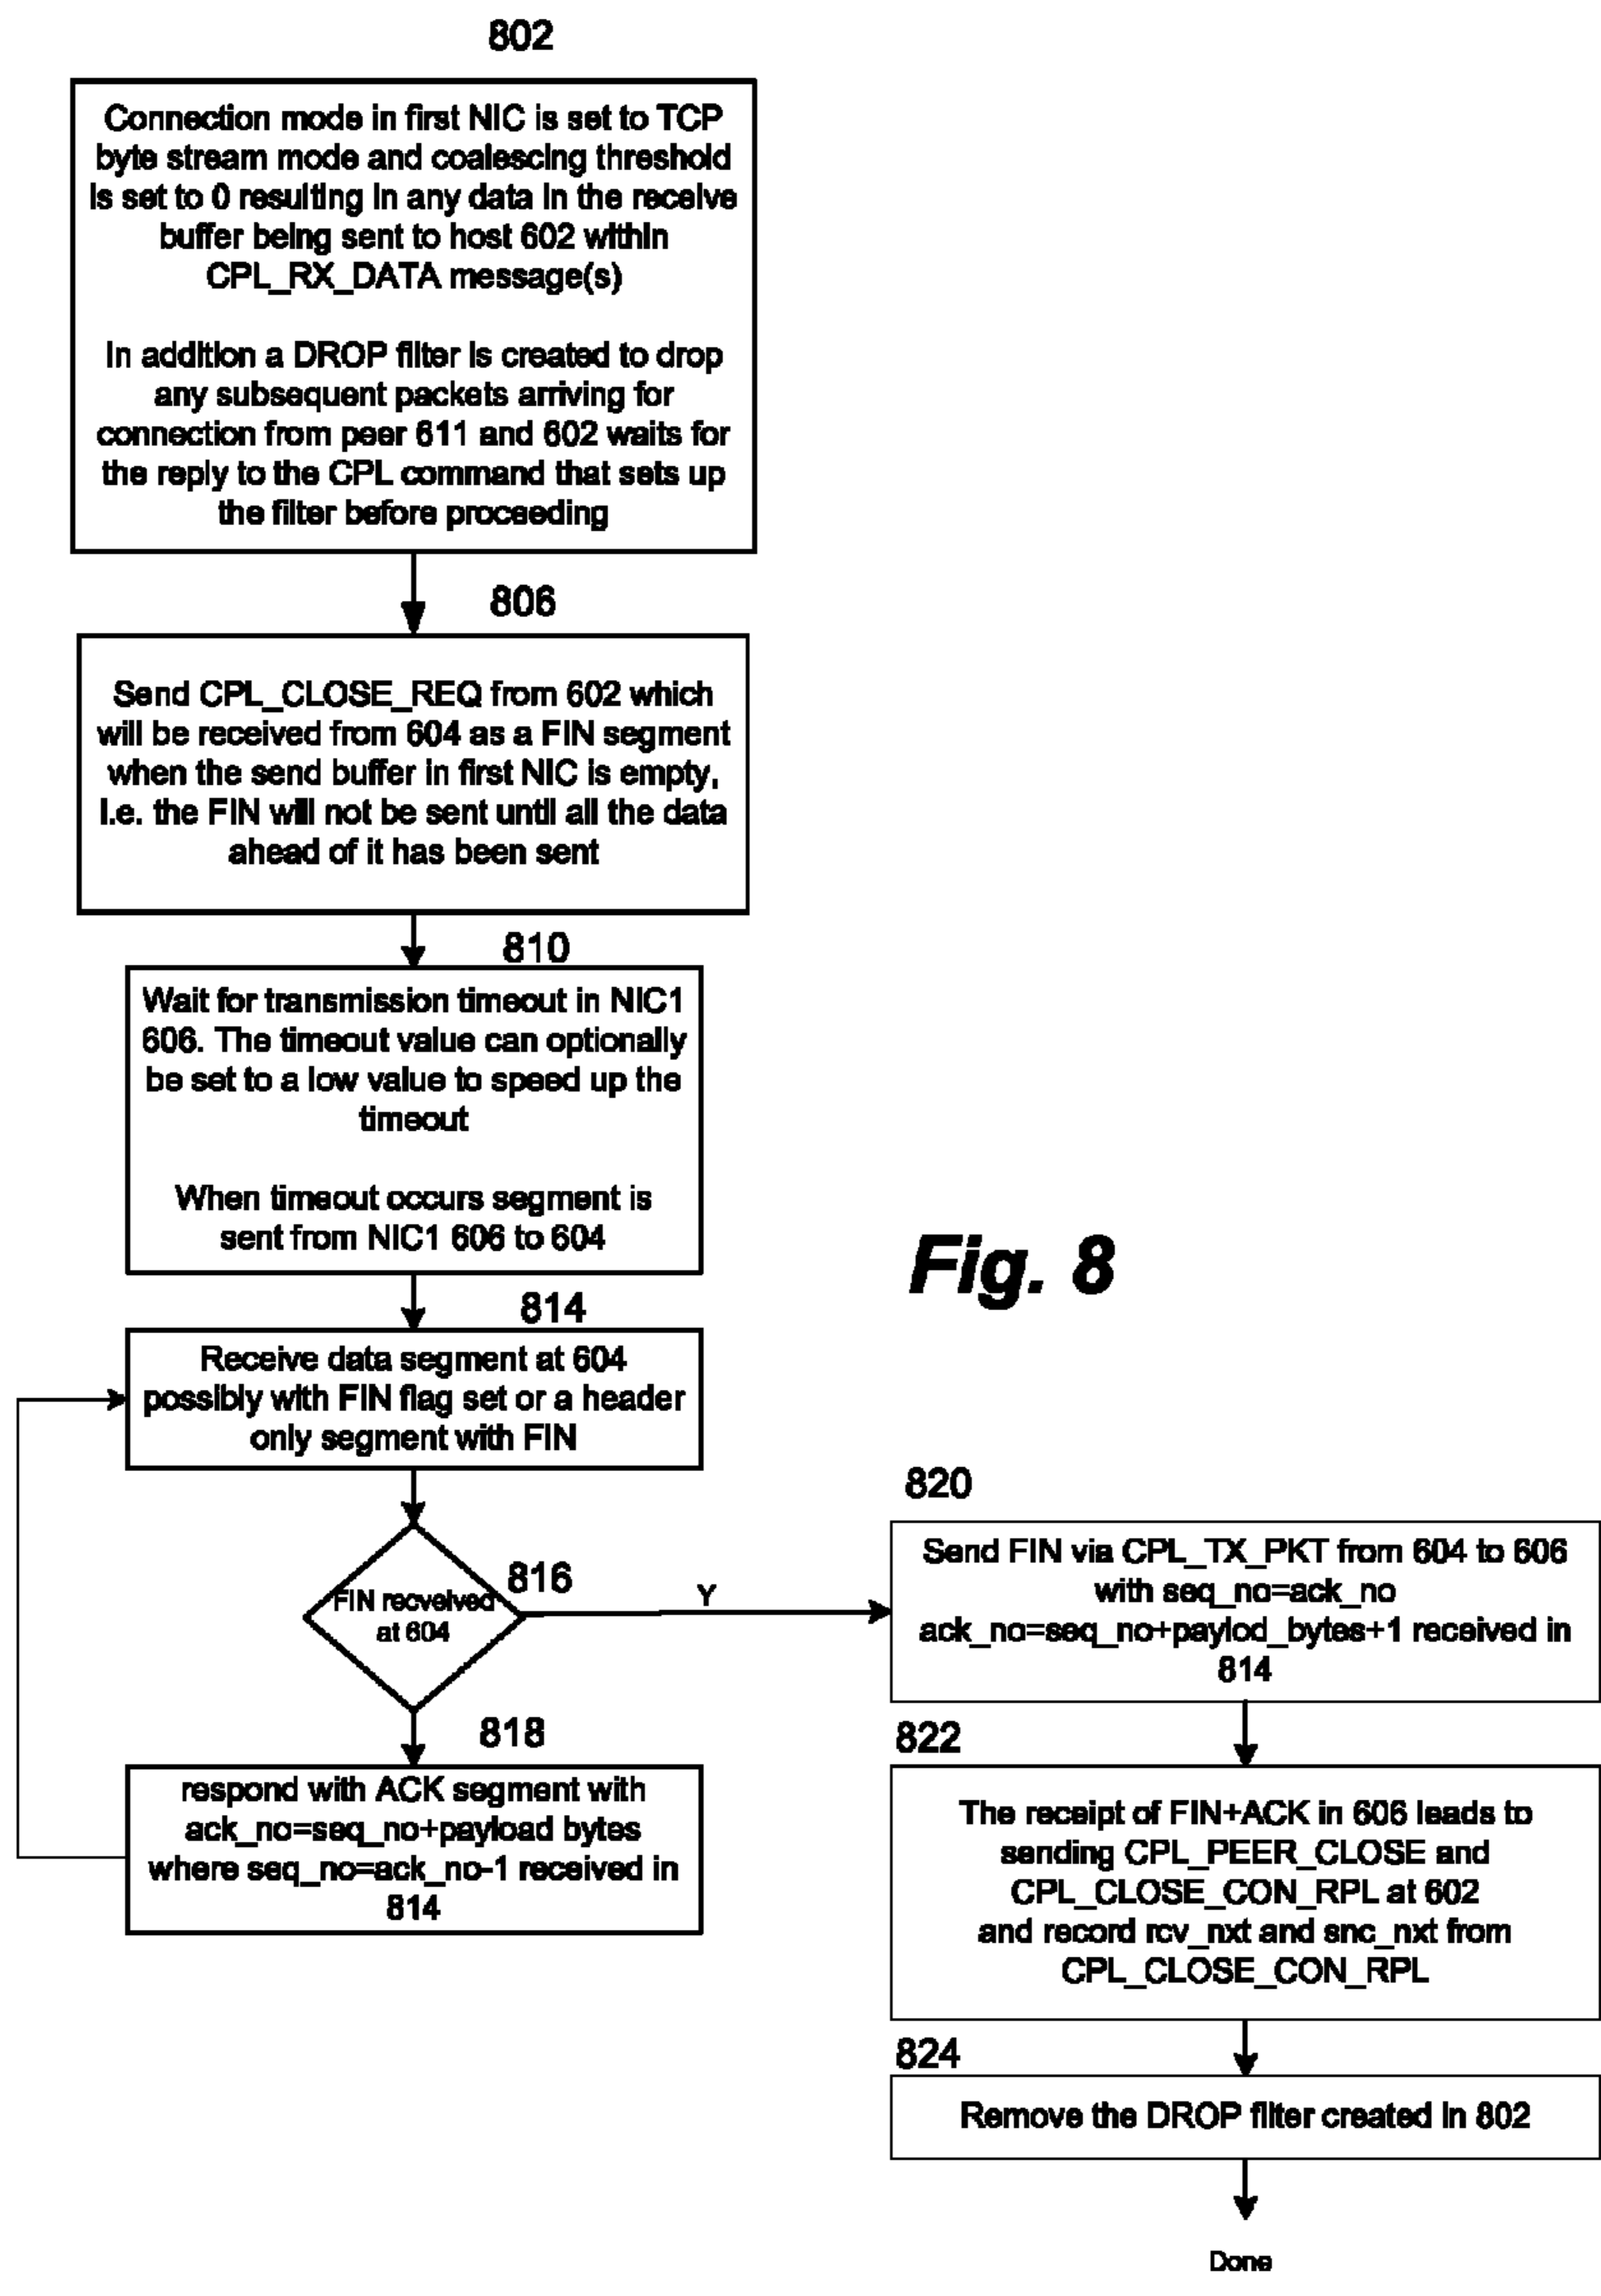 802
Connection mode in first NIC is set to TCP
byte stream mode and coalescing threshold
is set to 0 resulting in any data in the receive
buffer being sent to host 602 within
CPL_RX_DATA message(s)
In addition a DROP filter is created to drop
any subsequent packets arriving for
connection from peer 611 and 602 waits for
the reply to the CPL command that sets up
the filter before proceeding
806
Send CPL_CLOSE_REQ from 602 which
will be received from 604 as a FIN segment
when the send buffer in first NIC is empty,
I.e. the FIN will not be sent until all the data
ahead of it has been sent
810
Wait for transmission timeout in NIC1
606. The timeout value can optionally
be set to a low value to speed up the
timeout
When timeout occurs segment is
sent from NIC1 606 to 604
Fig. 8
814
Receive data segment at 604
possibly with FIN flag set or a header
only segment with FIN
816
FIN recveived
at 604
Y
818
respond with ACK segment with
ack_no=seq_no+payload bytes
where seq_no=ack_no-1 received in
814
820
Send FIN via CPL_TX_PKT from 604 to 606
with seq_no=ack_no
ack_no=seq_no+paylod_bytes+1 received in
814
822
The receipt of FIN+ACK in 606 leads to
sending CPL_PEER_CLOSE and
CPL_CLOSE_CON_RPL at 602
and record rcv_nxt and snc_nxt from
CPL_CLOSE_CON_RPL
824
Remove the DROP filter created in 802
Done